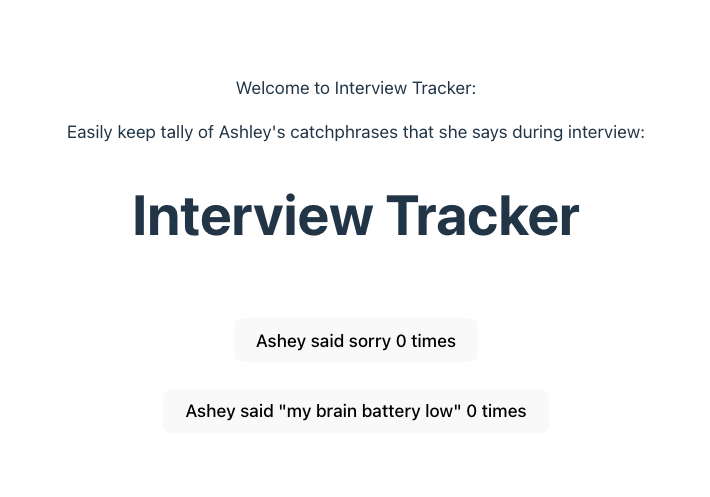 Welcome to Interview Tracker:
Easily keep tally of Ashley's catchphrases that she says during interview:
Interview Tracker
Ashey said sorry 0 times
Ashey said "my brain battery low" 0 times